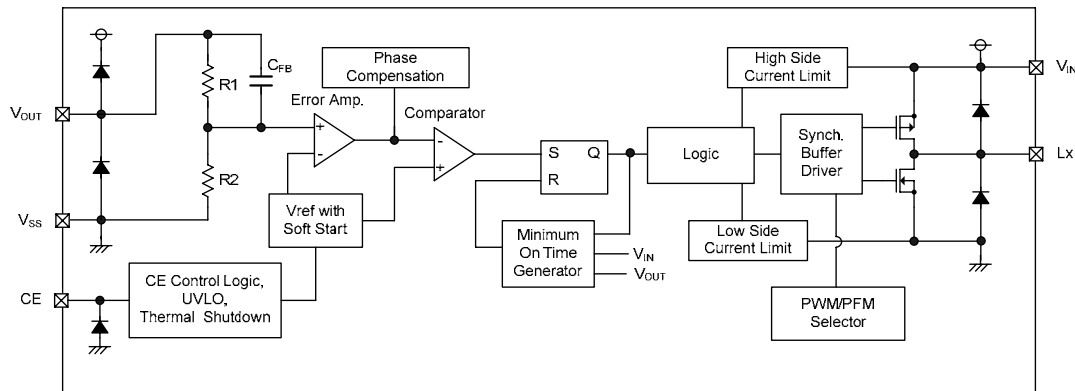 Phase
Compensation
High Side
Current Limit
VIN
CFB
R1
Error Amp.
Comparator
VOUT
+
-
-
+
S
Q
R
Logic
Synch.
Buffer
Driver
Lx
R2
VSS
Vref with
Soft Start
Minimum
On Time
Generator
VIN
VOUT
Low Side
Current Limit
CE
CE Control Logic,
UVLO,
Thermal Shutdown
PWM/PFM
Selector